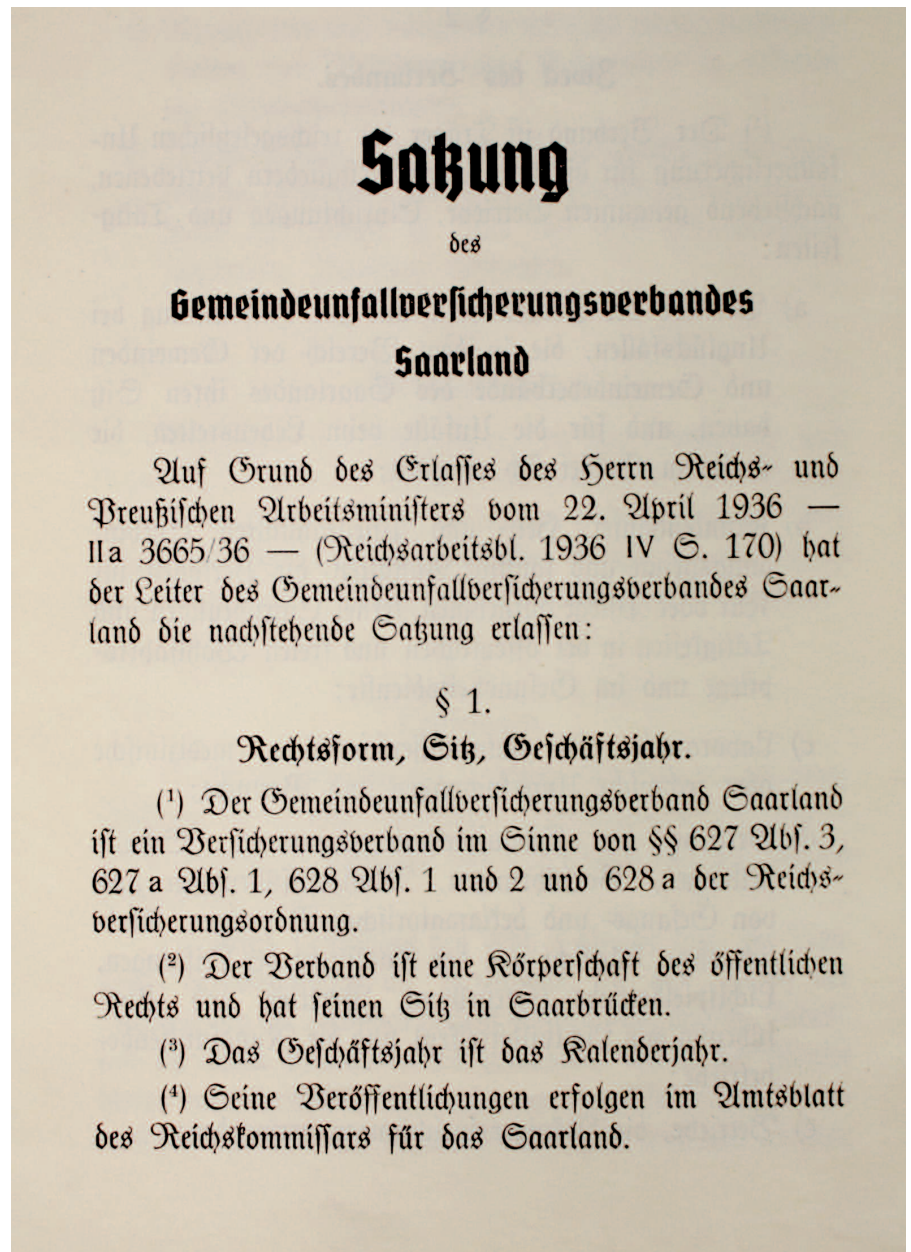 Satzung
des
Gemeindeunfallversicherungsverbandes
Saarland
Auf Grund des Erlasses des Herrn Reichs- und
Preußischen Arbeitsministers vom 22. April 1936 —
IIa 3665/36 — (Reichsarbeitsbl. 1936 IV S. 170) hat
der Leiter des Gemeindeunfallversicherungsverbandes Saar-
land die nachstehende Satzung erlassen:
§ 1.
Rechtsform, Sitz, Geschäftsjahr.
(¹) Der Gemeindeunfallversicherungsverband Saarland
ist ein Versicherungsverband im Sinne von §§ 627 Abs. 3,
627 a Abs. 1, 628 Abs. 1 und 2 und 628 a der Reichs-
versicherungsordnung.
(²) Der Verband ist eine Körperschaft des öffentlichen
Rechts und hat seinen Sitz in Saarbrücken.
(³) Das Geschäftsjahr ist das Kalenderjahr.
(⁴) Seine Veröffentlichungen erfolgen im Amtsblatt
des Reichskommissars für das Saarland.